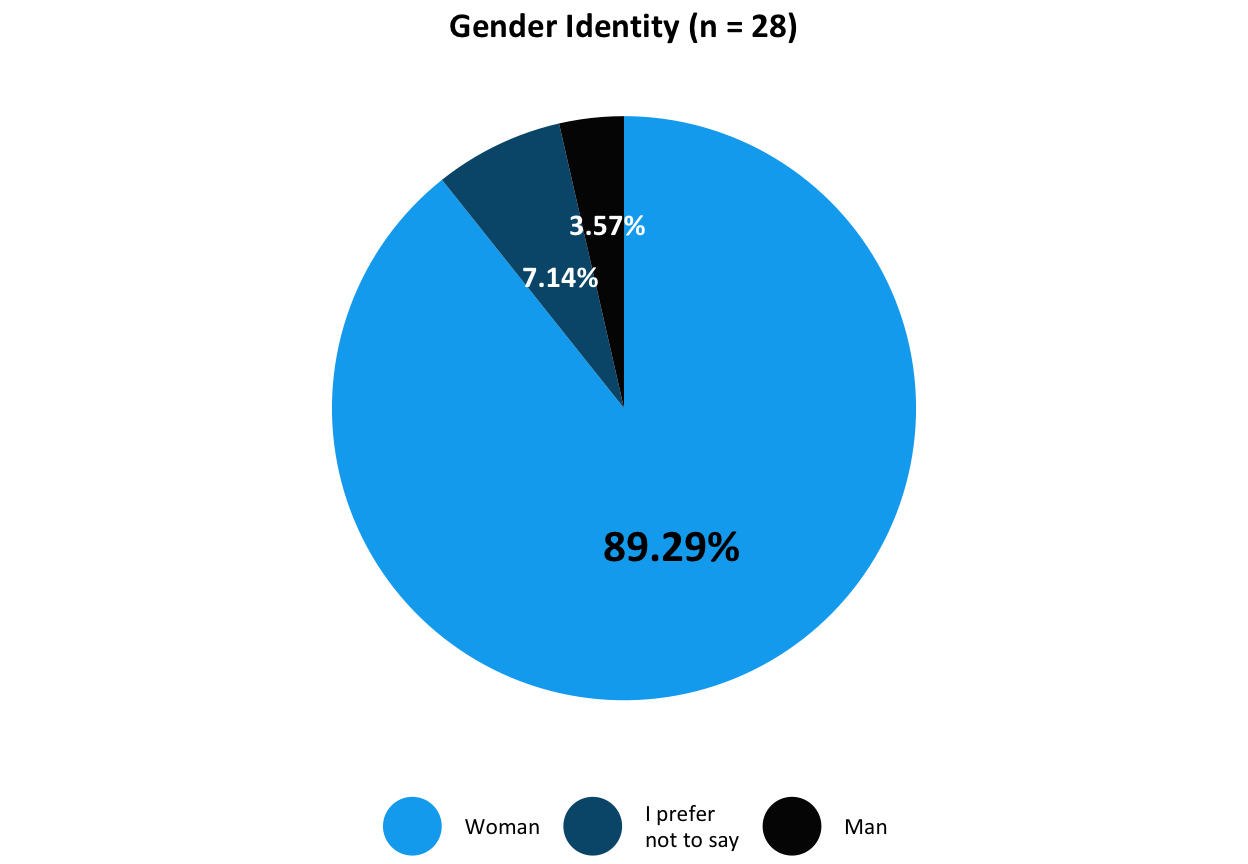 Gender Identity (n = 28)
3.57%
7.14%
89.29%
Woman
I prefer
not to say
Man